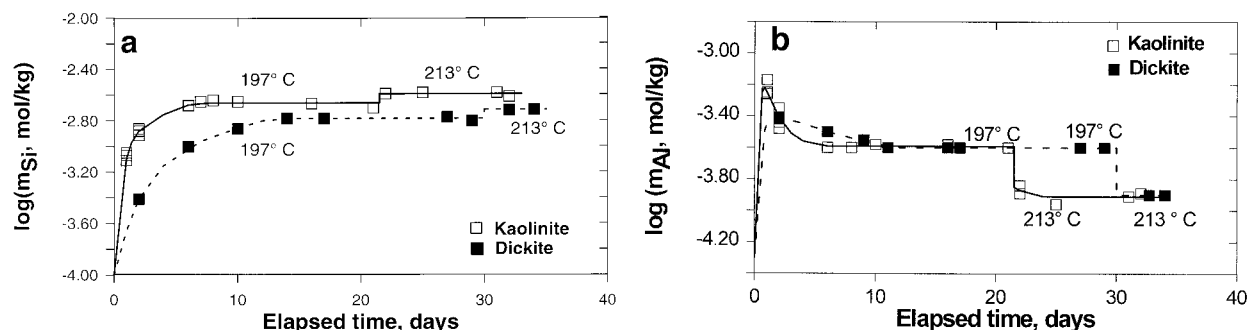 a
-2.00
-2.40
-2.80
-3.20
-3.60
-4.00
log(mSi, mol/kg)
197° C
213° C
197° C
213° C
Kaolinite
Dickite
0
10
20
30
40
Elapsed time, days
b
-3.00
-3.40
-3.80
-4.20
log (mAl, mol/kg)
Kaolinite
Dickite
197° C
197° C
213° C
213° C
0
10
20
30
40
Elapsed time, days